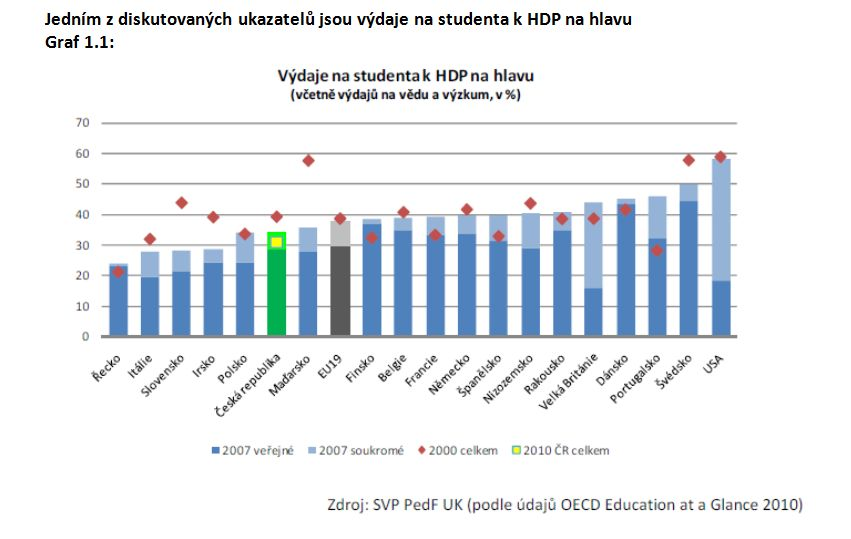 Jedním z diskutovaných ukazatelů jsou výdaje na studenta k HDP na hlavu
Graf 1.1:
Výdaje na studenta k HDP na hlavu
(včetně výdajů na vědu a výzkum, v %)
70
60
50
40
30
20
10
0
Řecko
Itálie
Slovensko
Irsko
Polsko
Česká republika
Maďarsko
EU19
Finsko
Belgie
Francie
Německo
Španělsko
Nizozemsko
Rakousko
Velká Británie
Dánsko
Portugalsko
Švédsko
USA
2007 veřejné 2007 soukromé 2000 celkem 2010 ČR celkem
Zdroj: SVP PedF UK (podle údajů OECD Education at a Glance 2010)